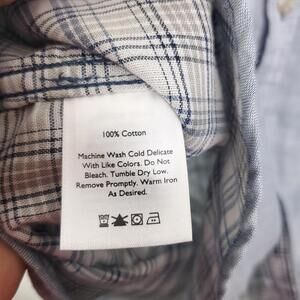 100% Cotton
Machine Wash Cold Delicate
With Like Colors. Do Not
Bleach. Tumble Dry Low.
Remove Promptly. Warm Iron
As Desired.